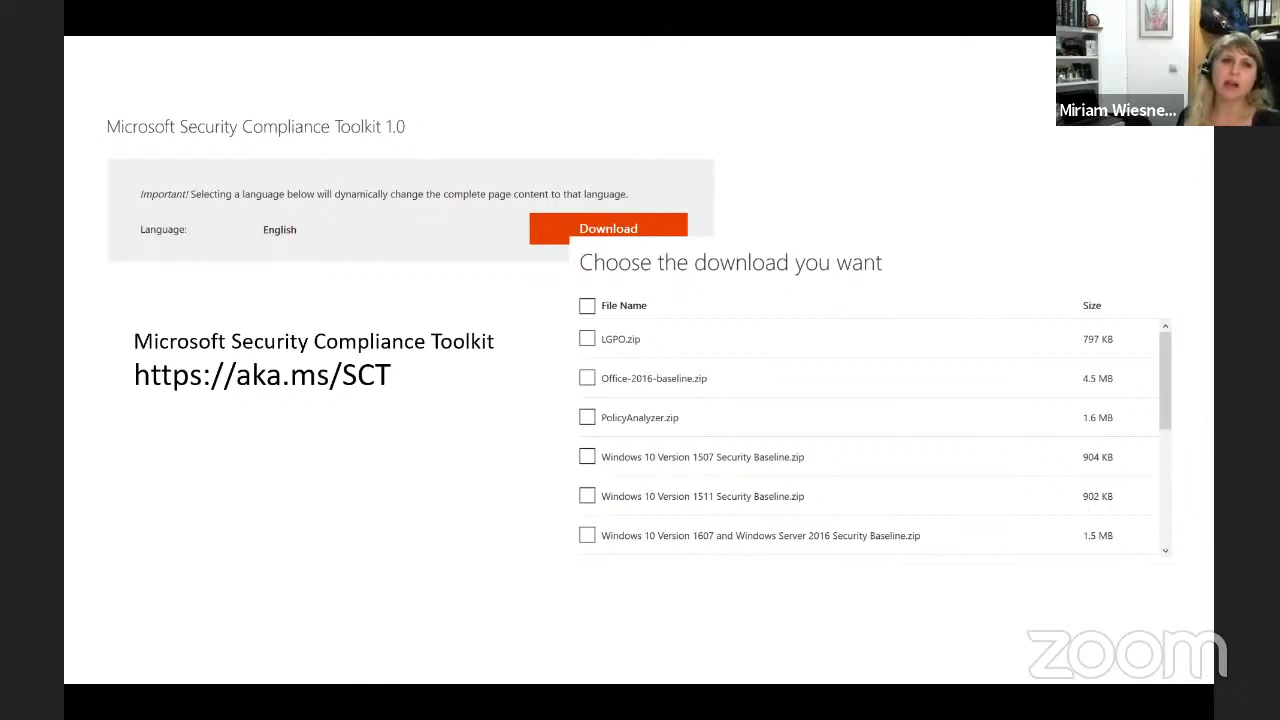 Miriam Wiesne...
Microsoft Security Compliance Toolkit 1.0
Important! Selecting a language below will dynamically change the complete page content to that language.
Language: English Download
Choose the download you want
File Name Size
LGPO.zip 797 KB
Office-2016-baseline.zip 4.5 MB
PolicyAnalyzer.zip 1.6 MB
Windows 10 Version 1507 Security Baseline.zip 904 KB
Windows 10 Version 1511 Security Baseline.zip 902 KB
Windows 10 Version 1607 and Windows Server 2016 Security Baseline.zip 1.5 MB
Microsoft Security Compliance Toolkit
https://aka.ms/SCT
zoom